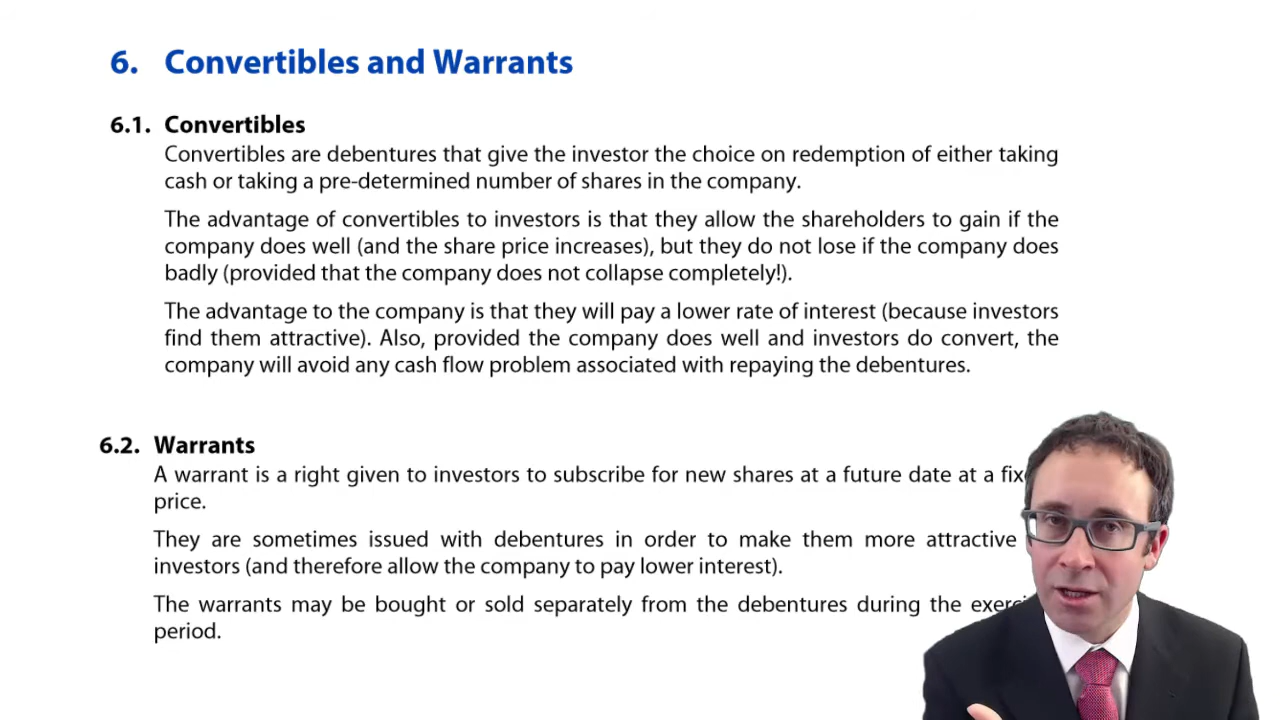 6. Convertibles and Warrants
6.1. Convertibles
Convertibles are debentures that give the investor the choice on redemption of either taking
cash or taking a pre-determined number of shares in the company.
The advantage of convertibles to investors is that they allow the shareholders to gain if the
company does well (and the share price increases), but they do not lose if the company does
badly (provided that the company does not collapse completely!).
The advantage to the company is that they will pay a lower rate of interest (because investors
find them attractive). Also, provided the company does well and investors do convert, the
company will avoid any cash flow problem associated with repaying the debentures.
6.2. Warrants
A warrant is a right given to investors to subscribe for new shares at a future date at a
price.
They are sometimes issued with debentures in order to make them more attractive
investors (and therefore allow the company to pay lower interest).
The warrants may be bought or sold separately from the debentures during the
period.